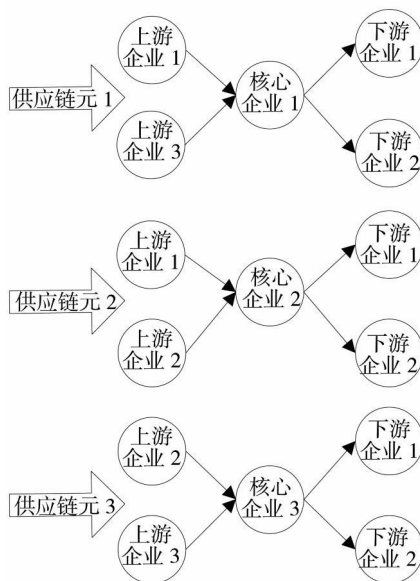 上游
企业 1
下游
企业 1
供应链元 1
核心
企业 1
上游
企业 3
下游
企业 2
上游
企业 1
下游
企业 1
供应链元 2
核心
企业 2
上游
企业 2
下游
企业 2
上游
企业 2
下游
企业 1
供应链元 3
核心
企业 3
上游
企业 3
下游
企业 2